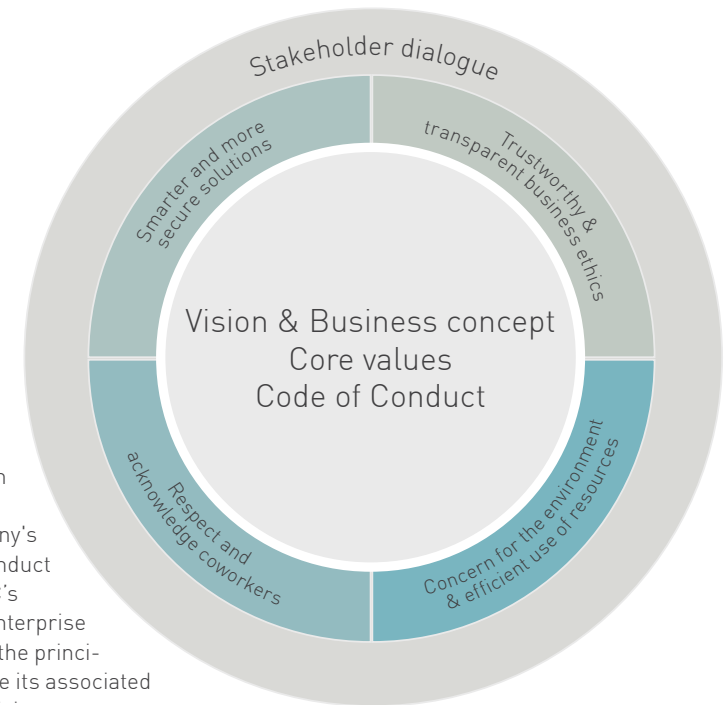 Stakeholder dialogue
Smarter and more
secure solutions
Trustworthy &
transparent business ethics
Vision & Business concept
Core values
Code of Conduct
Respect and
acknowledge coworkers
Concern for the environment
& efficient use of resources
ny's
nduct
's
nterprise
the princi-
e its associated